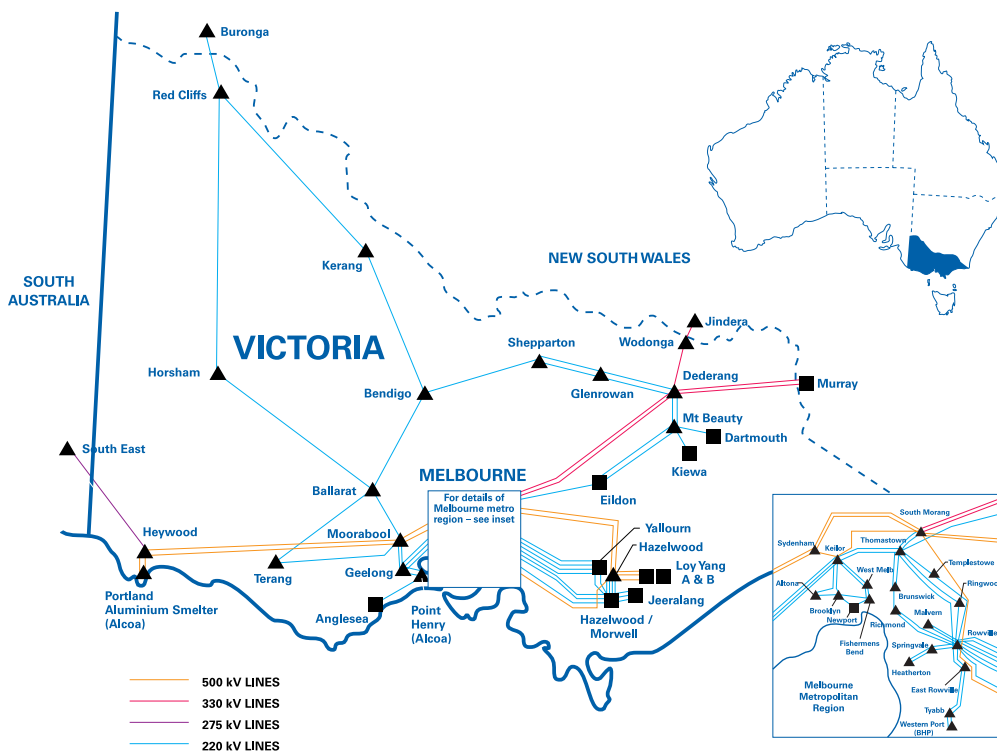 Buronga
Red Cliffs
Kerang
NEW SOUTH WALES
SOUTH
AUSTRALIA
VICTORIA
Jindera
Wodonga
Shepparton
Dederang
Horsham
Bendigo
Glenrowan
Murray
Mt Beauty
South East
Dartmouth
MELBOURNE
Kiewa
Ballarat
For details of
Melbourne metro
region – see inset
Eildon
Heywood
Moorabool
Yallourn
Hazelwood
Terang
Geelong
Loy Yang
A & B
Portland
Aluminium Smelter
(Alcoa)
Anglesea
Point
Henry
(Alcoa)
Jeeralang
Hazelwood /
Morwell
South Morang
Sydenham
Thomastown
Keilor
Templestowe
West Melb
Ringwoo
Altona
Brunswick
Brooklyn
Newport
Malvern
Richmond
Rowville
Fishermens
Bend
Springvale
Heatherton
East Rowville
Melbourne
Metropolitan
Region
Tyabb
Western Port
(BHP)
500 kV LINES
330 kV LINES
275 kV LINES
220 kV LINES